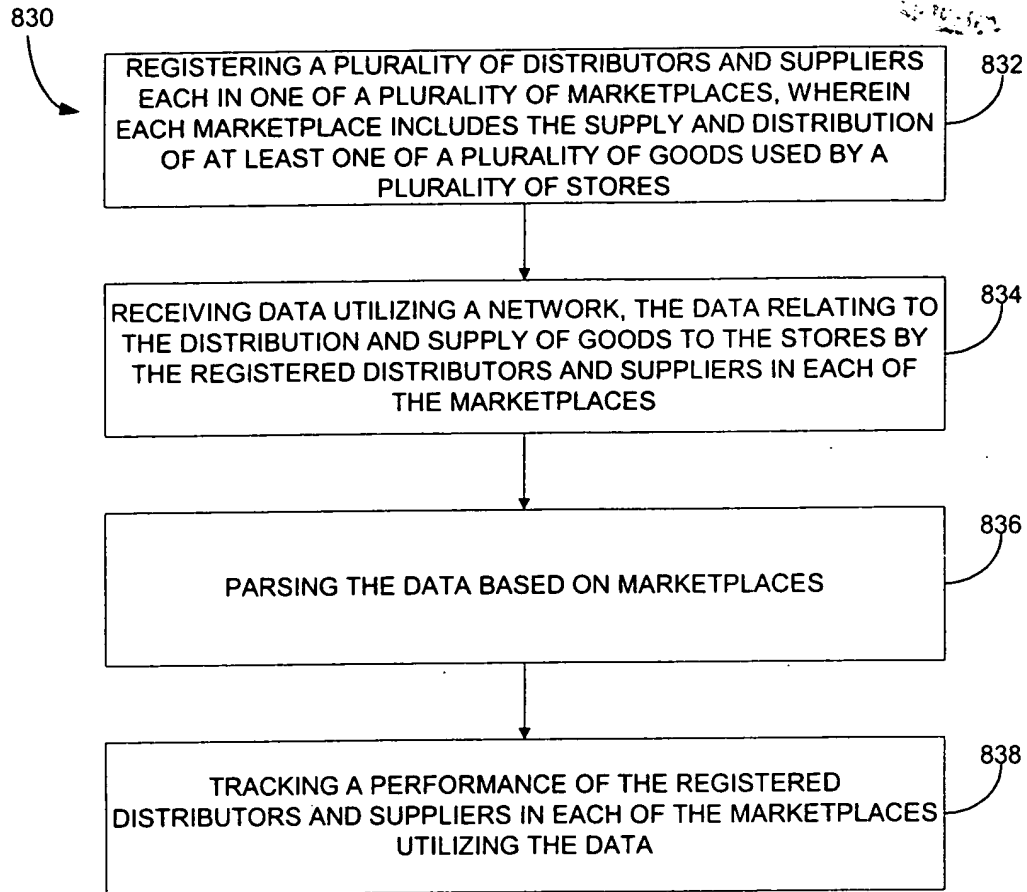 830
REGISTERING A PLURALITY OF DISTRIBUTORS AND SUPPLIERS
EACH IN ONE OF A PLURALITY OF MARKETPLACES, WHEREIN
EACH MARKETPLACE INCLUDES THE SUPPLY AND DISTRIBUTION
OF AT LEAST ONE OF A PLURALITY OF GOODS USED BY A
PLURALITY OF STORES
832
RECEIVING DATA UTILIZING A NETWORK, THE DATA RELATING TO
THE DISTRIBUTION AND SUPPLY OF GOODS TO THE STORES BY
THE REGISTERED DISTRIBUTORS AND SUPPLIERS IN EACH OF
THE MARKETPLACES
834
PARSING THE DATA BASED ON MARKETPLACES
836
TRACKING A PERFORMANCE OF THE REGISTERED
DISTRIBUTORS AND SUPPLIERS IN EACH OF THE MARKETPLACES
UTILIZING THE DATA
838